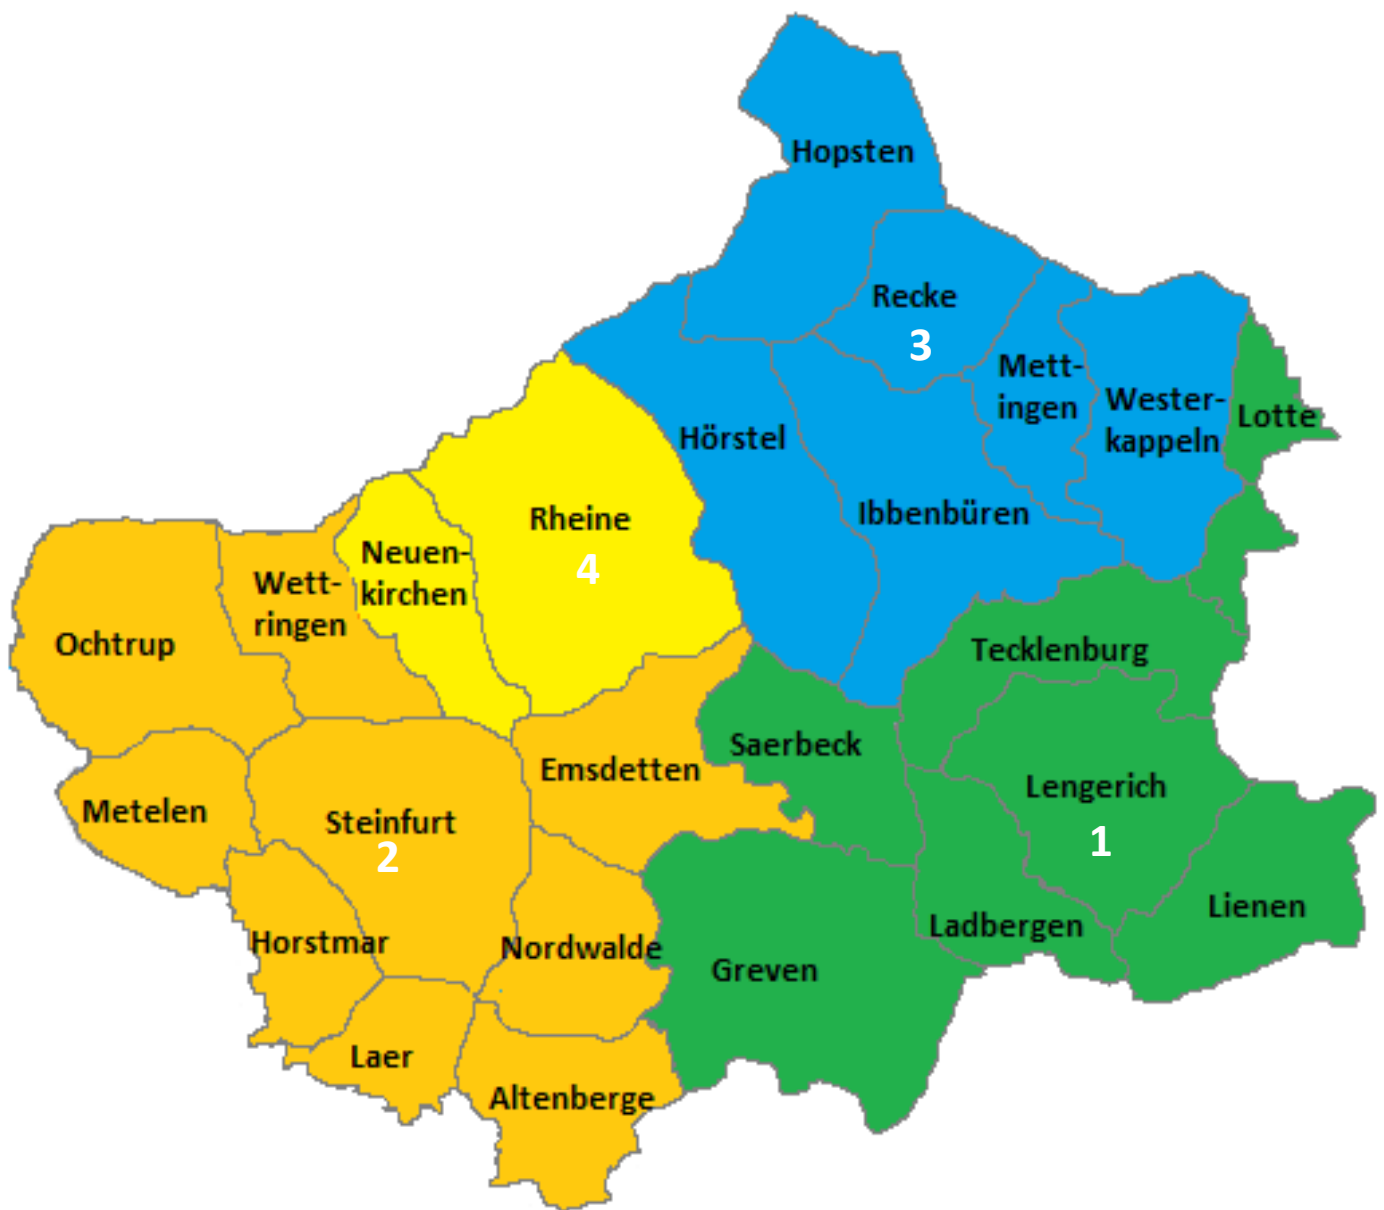 Hopsten
Recke
3
Mett-
ingen
Wester-
kappeln
Lotte
Hörstel
Ibbenbüren
Rheine
4
Neuen-
kirchen
Wett-
ringen
Ochtrup
Tecklenburg
Saerbeck
Emsdetten
Lengerich
1
Metelen
Steinfurt
2
Lienen
Ladbergen
Horstmar
Nordwalde
Greven
Laer
Altenberge